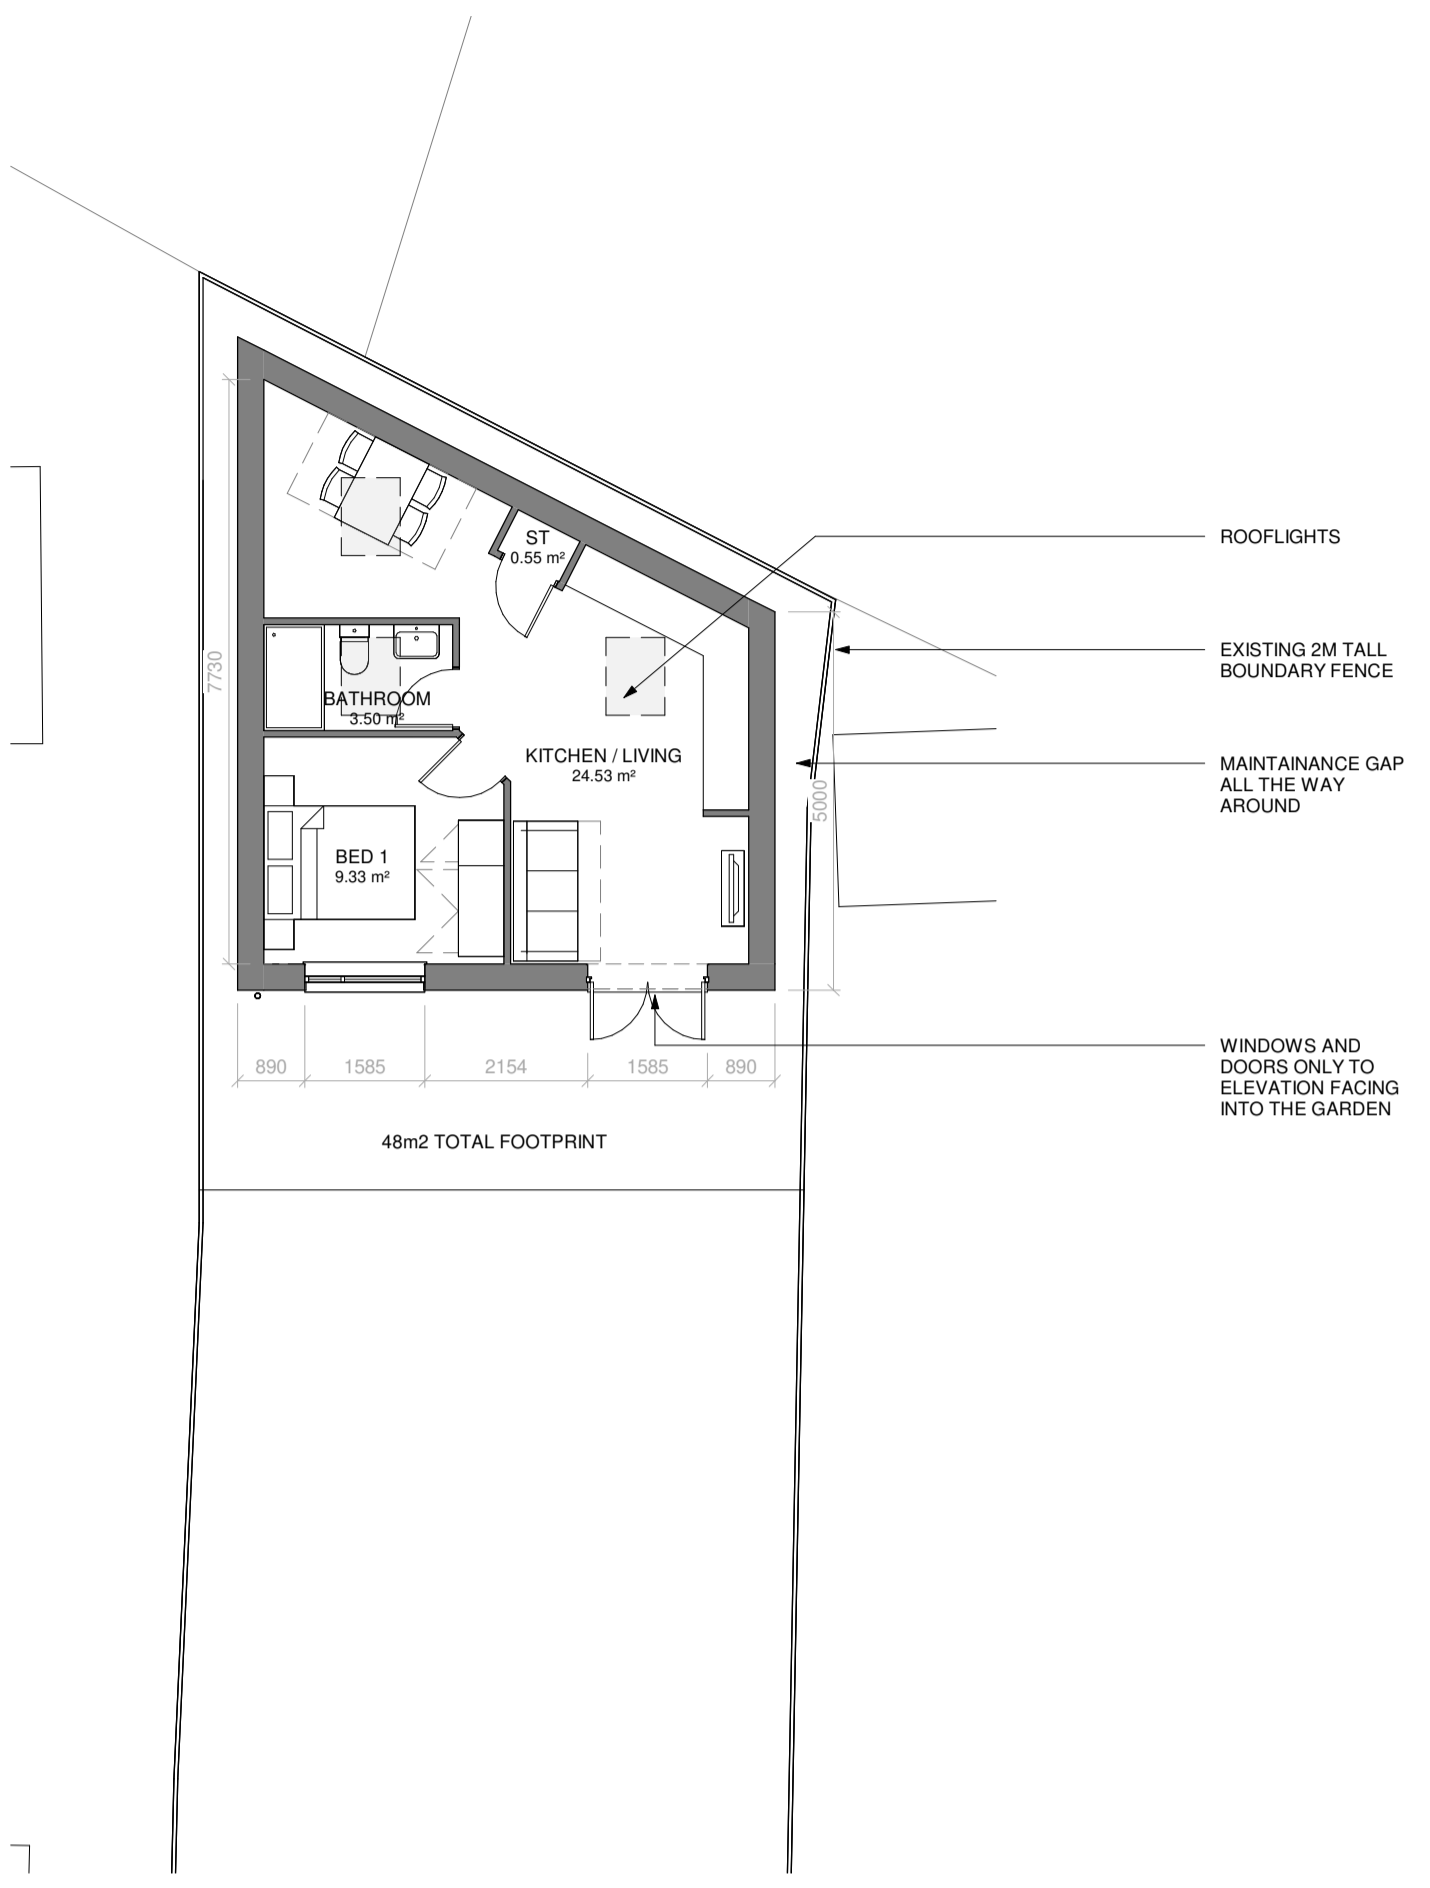 ROOFLIGHTS
ST
0.55 m²
EXISTING 2M TALL
BOUNDARY FENCE
7730
BATHROOM
3.50 m²
KITCHEN / LIVING
24.53 m²
MAINTAINANCE GAP
ALL THE WAY
AROUND
5000
BED 1
9.33 m²
WINDOWS AND
DOORS ONLY TO
ELEVATION FACING
INTO THE GARDEN
890 1585 2154 1585 890
48m2 TOTAL FOOTPRINT